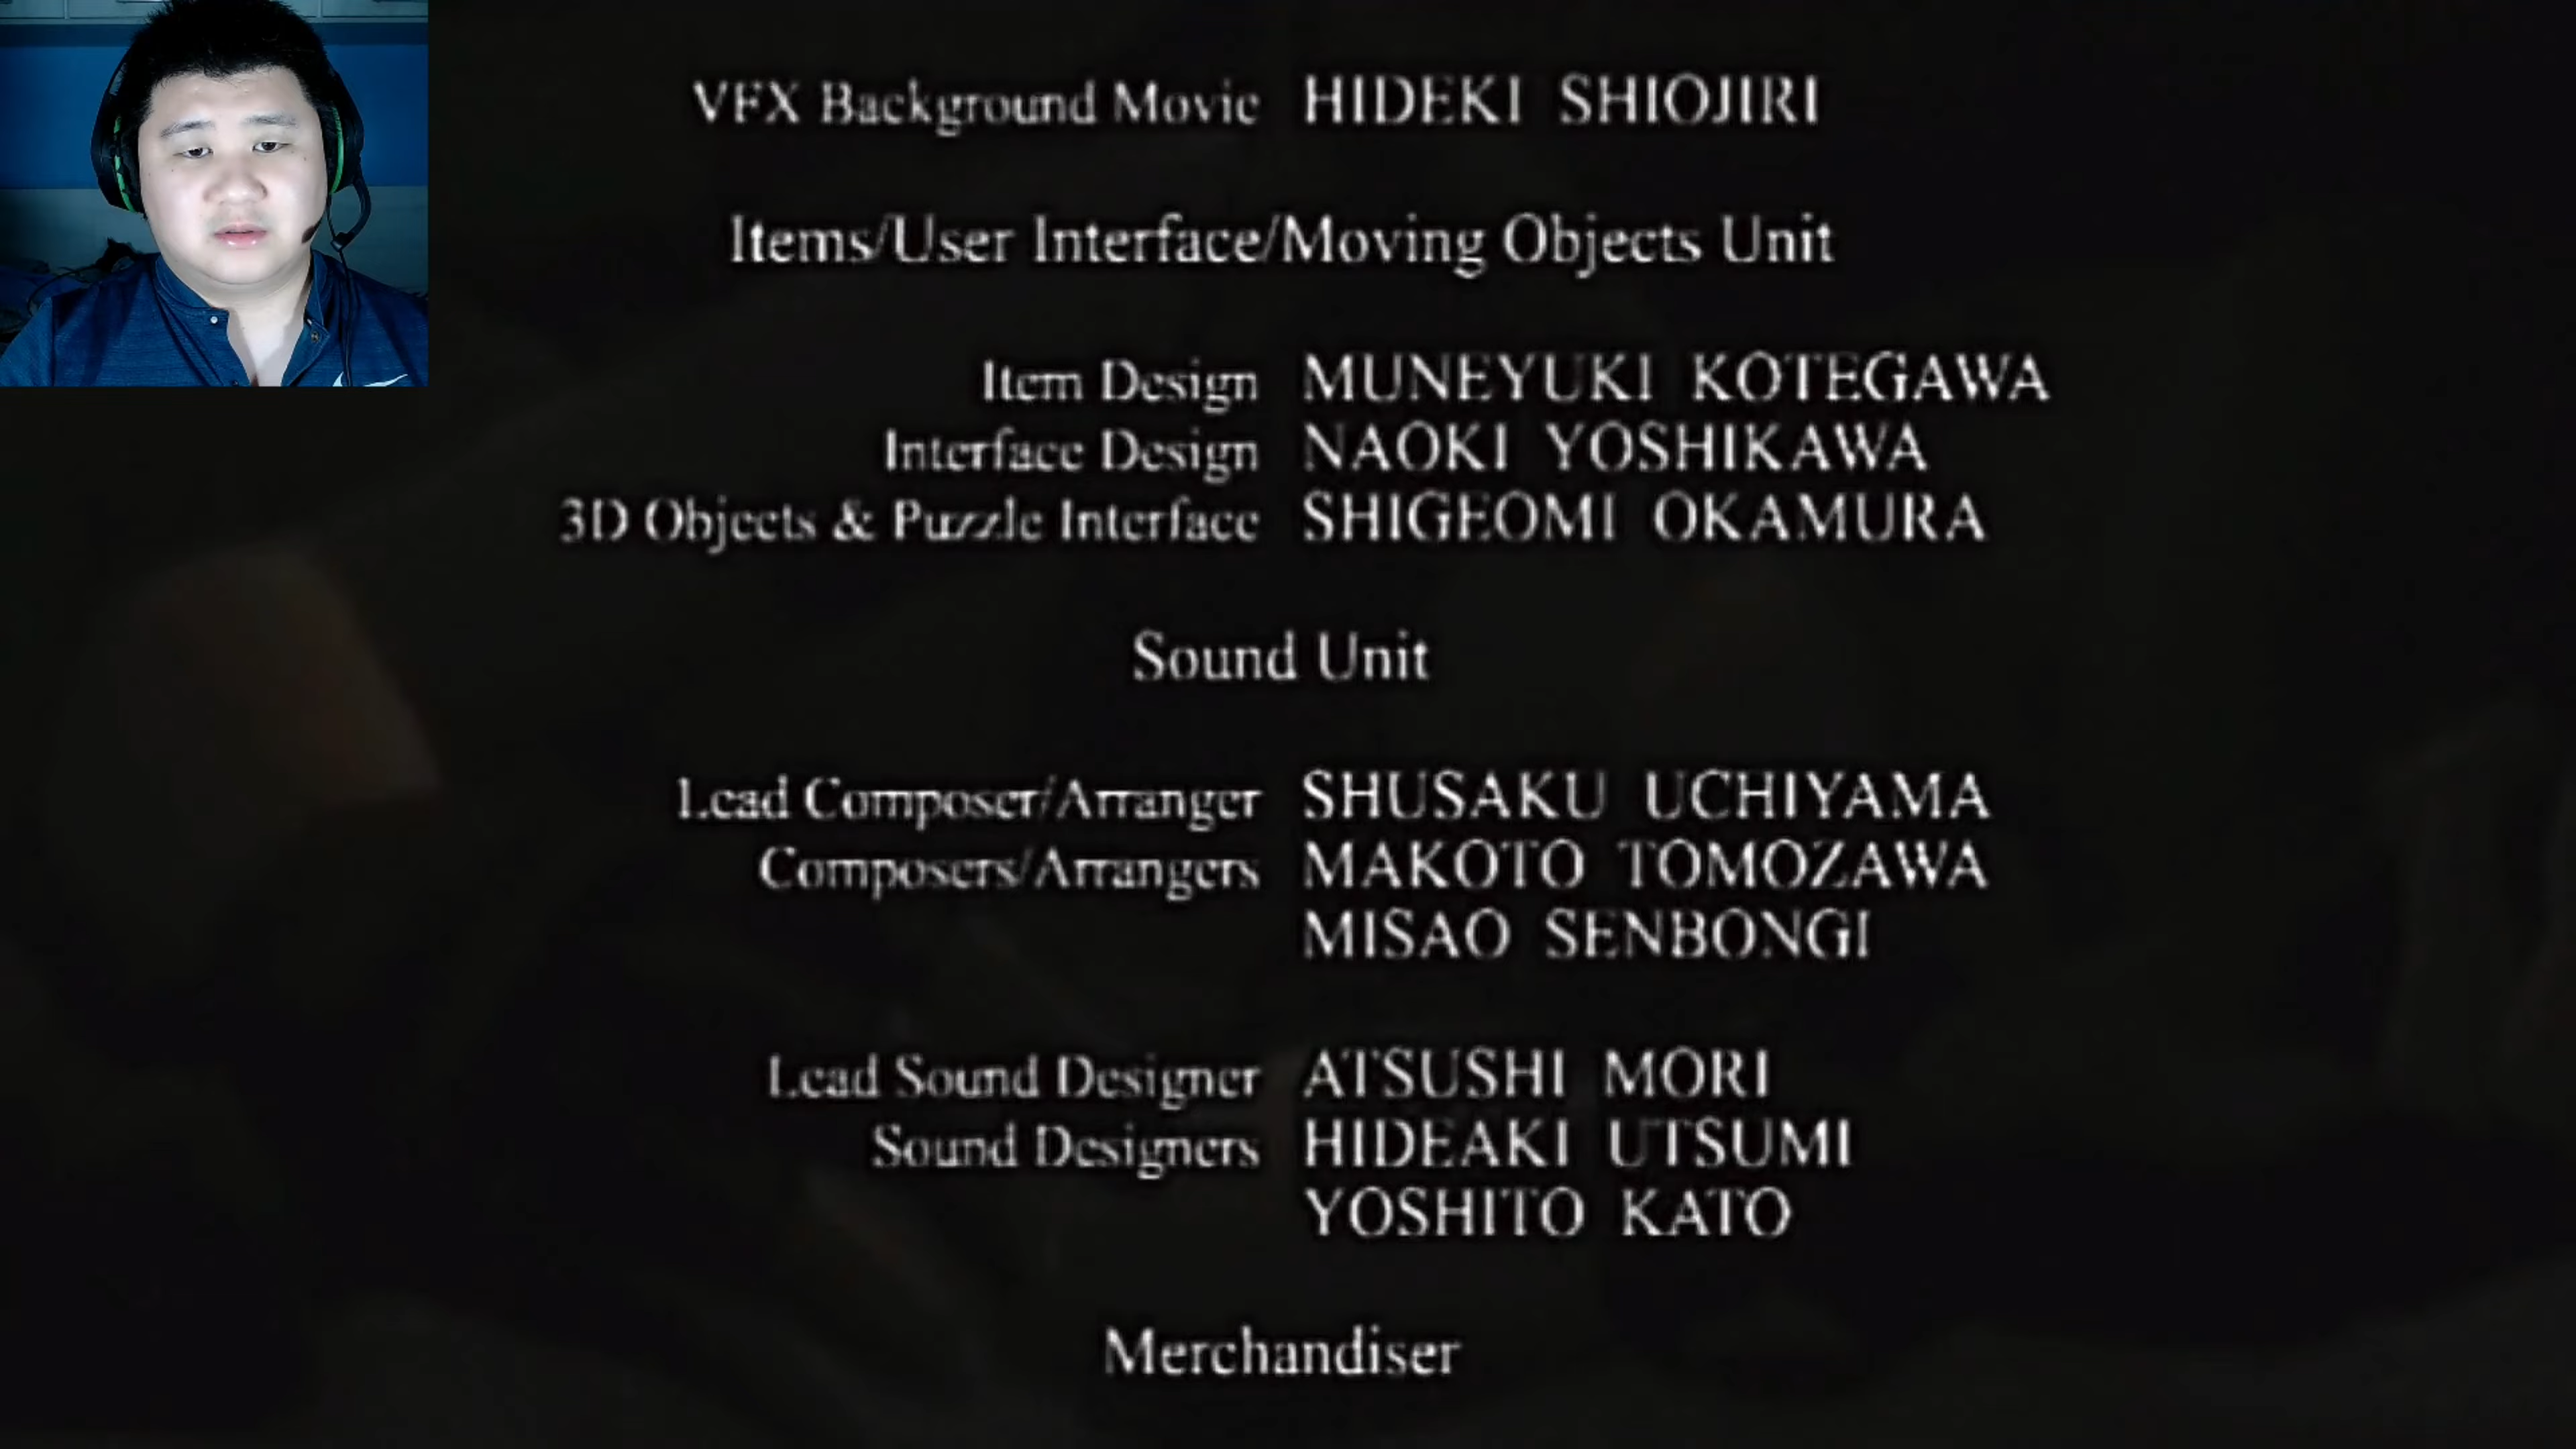 VFX Background Movie HIDEKI SHIOJIRI
Items/User Interface/Moving Objects Unit
Item Design MUNEYUKI KOTEGAWA
Interface Design NAOKI YOSHIKAWA
3D Objects & Puzzle Interface SHIGEOMI OKAMURA
Sound Unit
Lead Composer/Arranger SHUSAKU UCHIYAMA
Composers/Arrangers MAKOTO TOMOZAWA
MISAO SENBONGI
Lead Sound Designer ATSUSHI MORI
Sound Designers HIDEAKI UTSUMI
YOSHITO KATO
Merchandiser